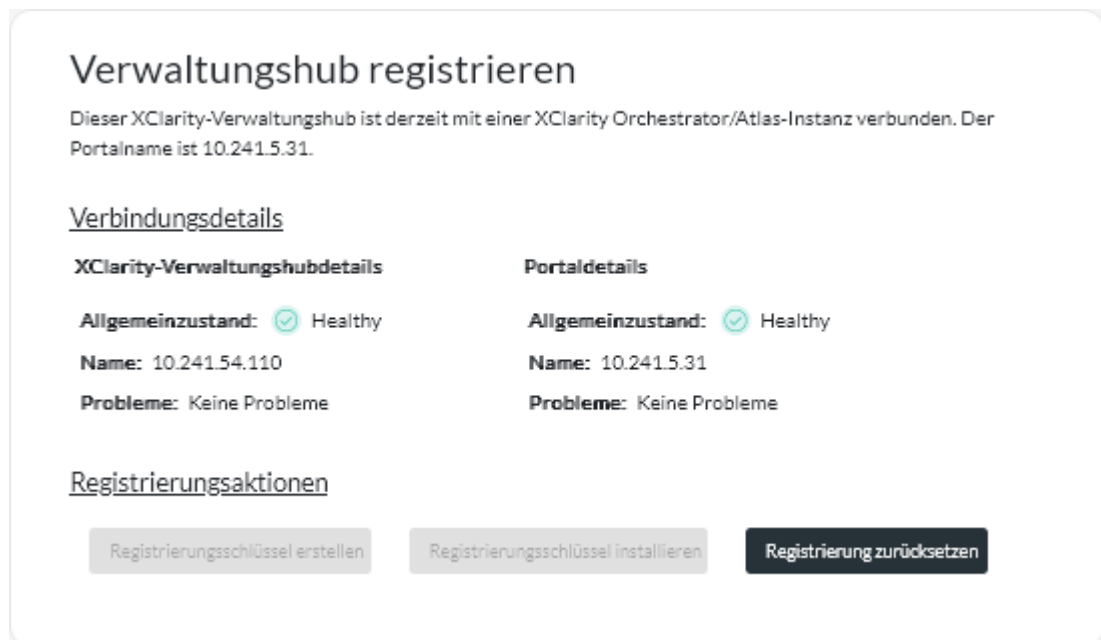 Verwaltungshub registrieren
Dieser XClarity-Verwaltungshub ist derzeit mit einer XClarity Orchestrator/Atlas-Instanz verbunden. Der
Portalname ist 10.241.5.31.
Verbindungsdetails
XClarity-Verwaltungshubdetails
Portaldetails
Allgemeinzustand: Healthy
Allgemeinzustand: Healthy
Name: 10.241.54.110
Name: 10.241.5.31
Probleme: Keine Probleme
Probleme: Keine Probleme
Registrierungsaktionen
Registrierungsschlüssel erstellen
Registrierungsschlüssel installieren
Registrierung zurücksetzen